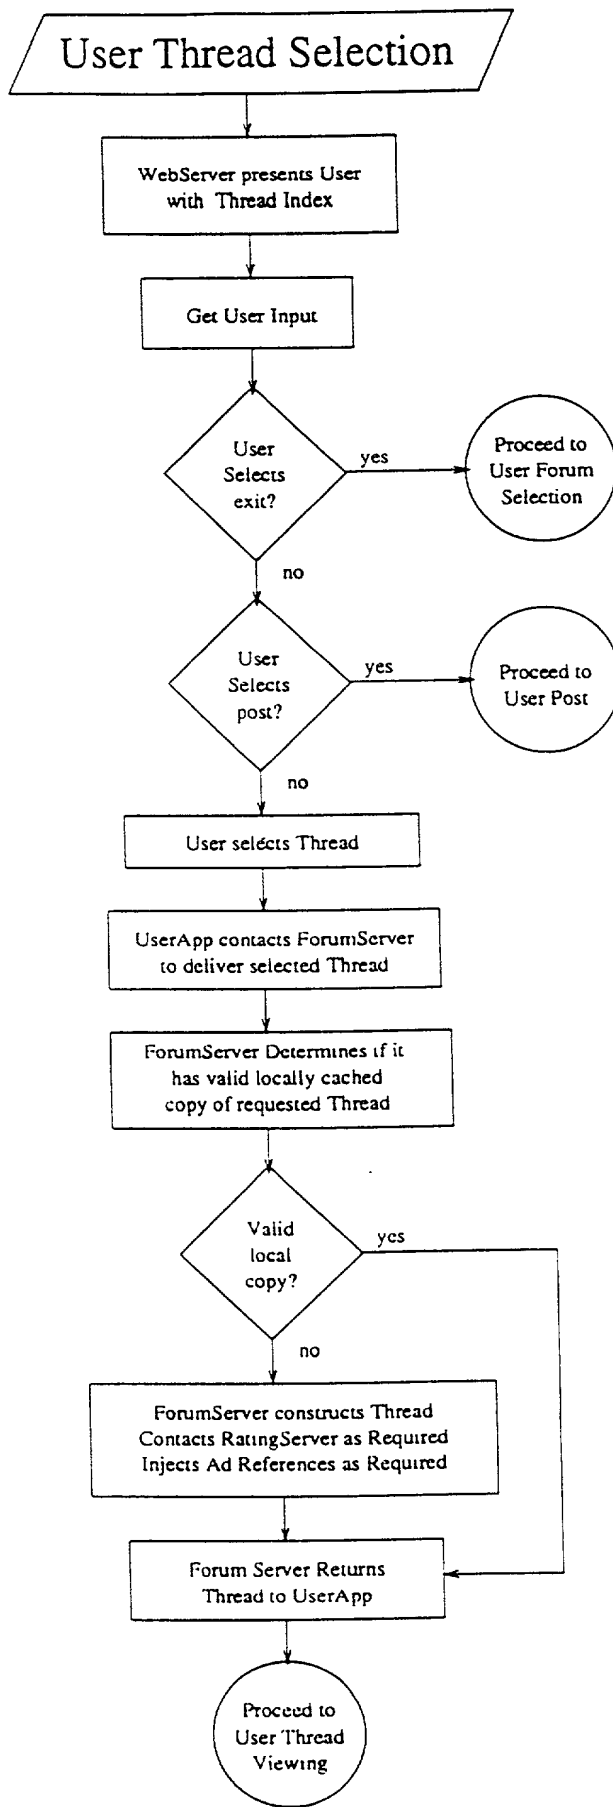 User Thread Selection
WebServer presents User
with Thread Index
Get User Input
User
Selects
exit?
yes
Proceed to
User Forum
Selection
no
User
Selects
post?
yes
Proceed to
User Post
no
User selects Thread
UserApp contacts ForumServer
to deliver selected Thread
ForumServer Determines if it
has valid locally cached
copy of requested Thread
Valid
local
copy?
yes
no
ForumServer constructs Thread
Contacts RatingServer as Required
Injects Ad References as Required
Forum Server Returns
Thread to UserApp
Proceed to
User Thread
Viewing